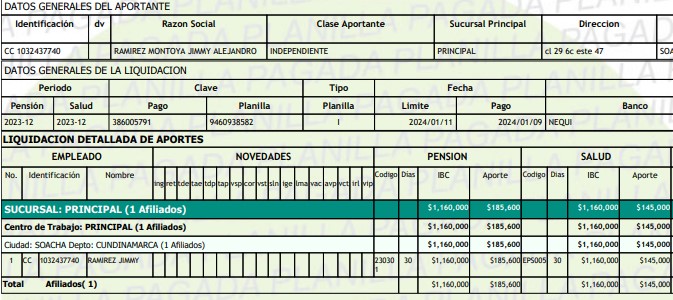 DATOS GENERALES DEL APORTANTE
Identificación dv Razon Social Clase Aportante Sucursal Principal Direccion
CC 1032437740 RAMIREZ MONTOYA JIMMY ALEJANDRO INDEPENDIENTE PRINCIPAL cl 29 6c este 47 SOA
DATOS GENERALES DE LA LIQUIDACION
Periodo Clave Tipo Fecha
Pensión Salud Pago Planilla Planilla Limite Pago Banco
2023-12 2023-12 386005791 9460938582 I 2024/01/11 2024/01/09 NEQUI
LIQUIDACION DETALLADA DE APORTES
EMPLEADO NOVEDADES PENSION SALUD
No. Identificación Nombre ing ret tde tae tdp tap vsp cor vst sln ige lma vac avp vct irl vip Codigo Dias IBC Aporte Codigo Dias IBC Aporte
SUCURSAL: PRINCIPAL (1 Afiliados) $1,160,000 $185,600 $1,160,000 $145,000
Centro de Trabajo: PRINCIPAL (1 Afiliados) $1,160,000 $185,600 $1,160,000 $145,000
Ciudad: SOACHA Depto: CUNDINAMARCA (1 Afiliados) $1,160,000 $185,600 $1,160,000 $145,000
1 CC 1032437740 RAMIREZ JIMMY 23030 30 $1,160,000 $185,600 EPS005 30 $1,160,000 $145,000
1
Total Afiliados( 1) $1,160,000 $185,600 $1,160,000 $145,000
PLANILLA PAGADA